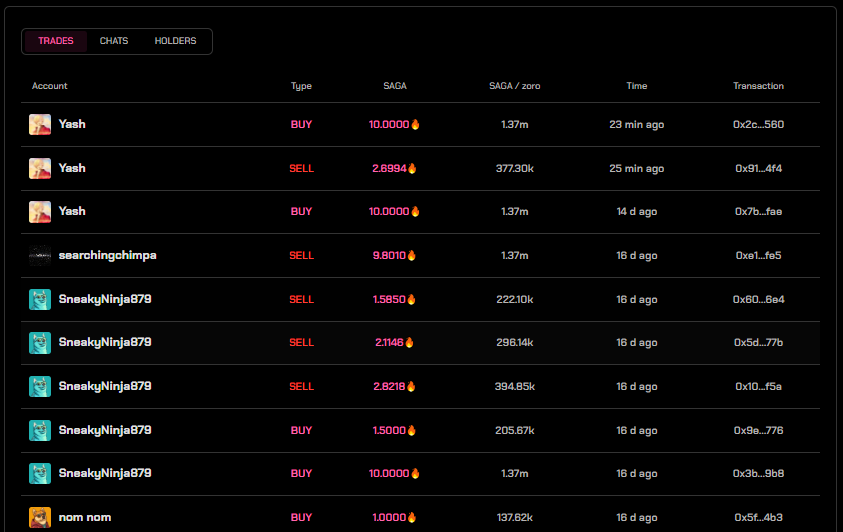 TRADES CHATS HOLDERS
Account Type SAGA SAGA / zoro Time Transaction
Yash BUY 10.0000🔥 1.37m 23 min ago 0x2c...560
Yash SELL 2.6994🔥 377.30k 25 min ago 0x91...4f4
Yash BUY 10.0000🔥 1.37m 14 d ago 0x7b...fae
searchingchimpa SELL 9.8010🔥 1.37m 16 d ago 0xe1...fe5
SneakyNinja879 SELL 1.5850🔥 222.10k 16 d ago 0x60...6e4
SneakyNinja879 SELL 2.1146🔥 296.14k 16 d ago 0x5d...77b
SneakyNinja879 SELL 2.8218🔥 394.85k 16 d ago 0x10...f5a
SneakyNinja879 BUY 1.5000🔥 205.67k 16 d ago 0x9e...776
SneakyNinja879 BUY 10.0000🔥 1.37m 16 d ago 0x3b...9b8
nom nom BUY 1.0000🔥 137.62k 16 d ago 0x5f...4b3